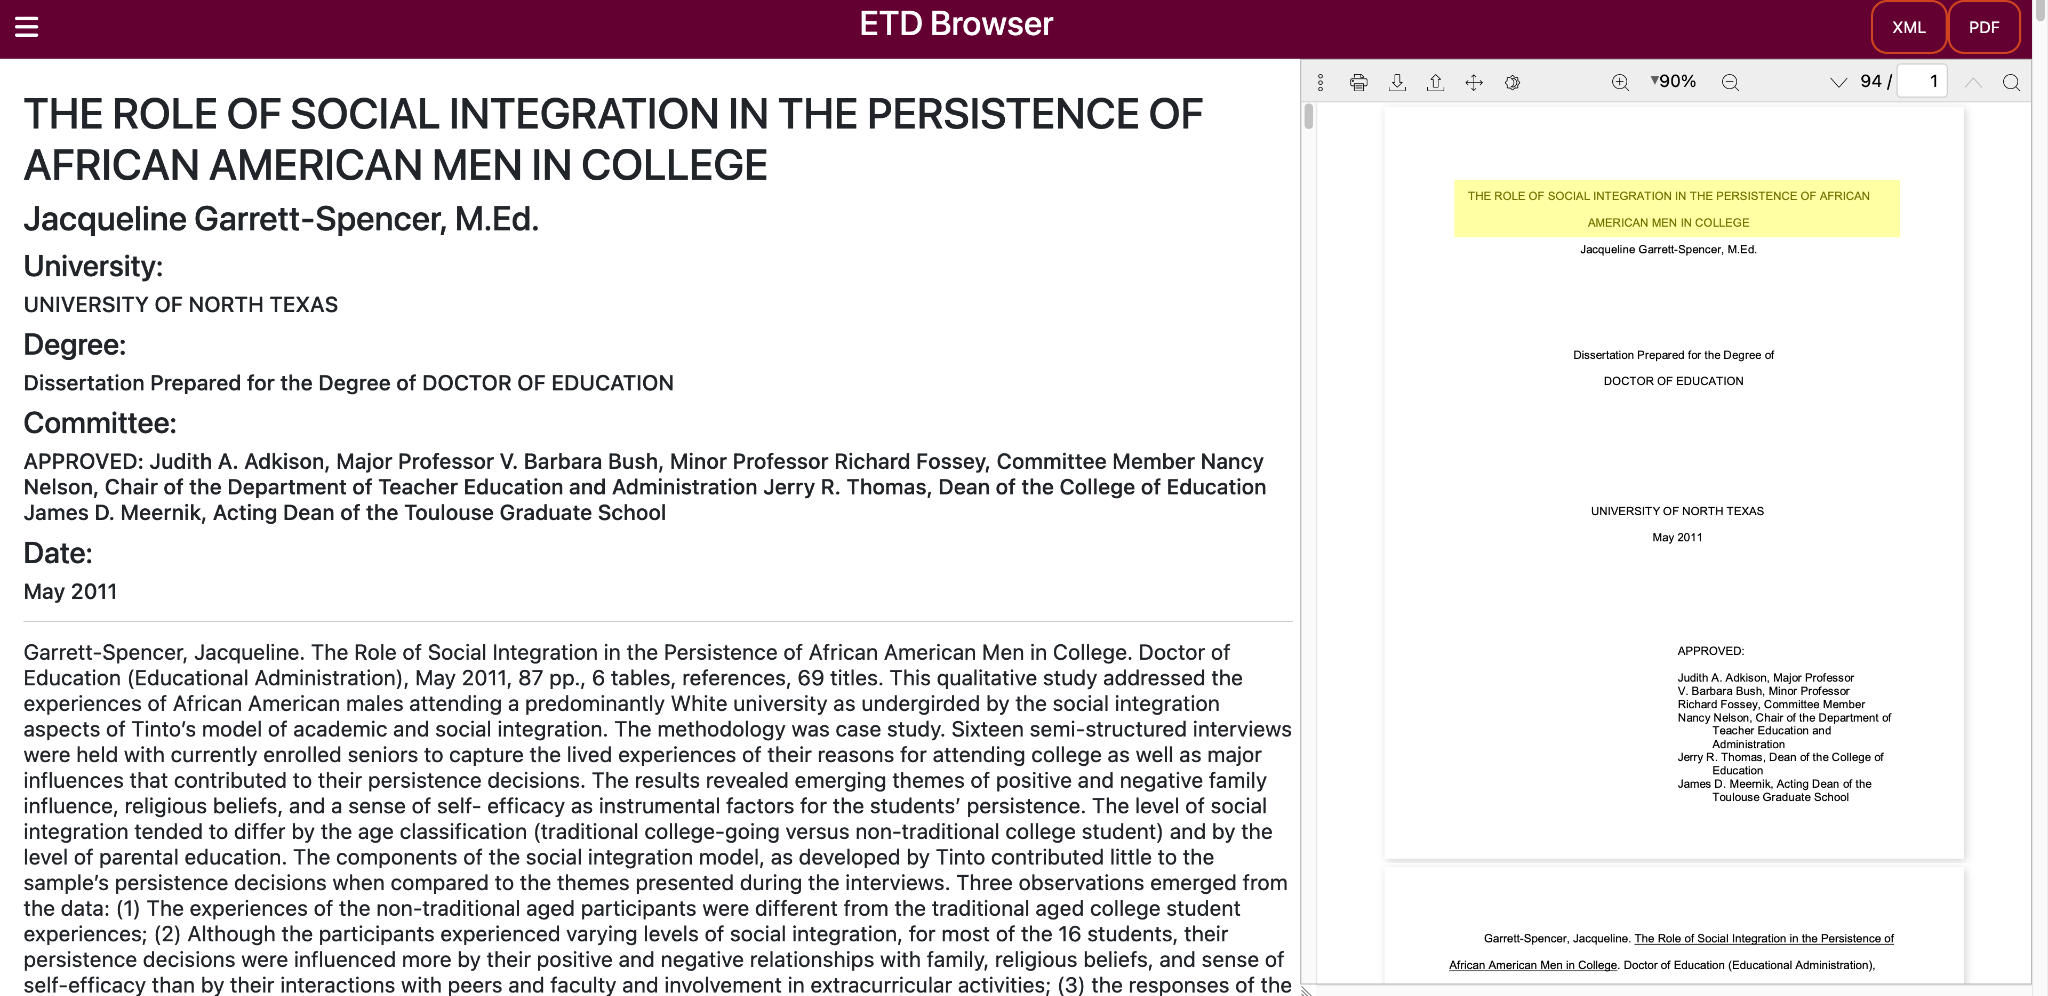 ETD Browser
XML
PDF
THE ROLE OF SOCIAL INTEGRATION IN THE PERSISTENCE OF
AFRICAN AMERICAN MEN IN COLLEGE
Jacqueline Garrett-Spencer, M.Ed.
University:
UNIVERSITY OF NORTH TEXAS
Degree:
Dissertation Prepared for the Degree of DOCTOR OF EDUCATION
Committee:
APPROVED: Judith A. Adkison, Major Professor V. Barbara Bush, Minor Professor Richard Fossey, Committee Member Nancy
Nelson, Chair of the Department of Teacher Education and Administration Jerry R. Thomas, Dean of the College of Education
James D. Meernik, Acting Dean of the Toulouse Graduate School
Date:
May 2011
Garrett-Spencer, Jacqueline. The Role of Social Integration in the Persistence of African American Men in College. Doctor of
Education (Educational Administration), May 2011, 87 pp., 6 tables, references, 69 titles. This qualitative study addressed the
experiences of African American males attending a predominantly White university as undergirded by the social integration
aspects of Tinto’s model of academic and social integration. The methodology was case study. Sixteen semi-structured interviews
were held with currently enrolled seniors to capture the lived experiences of their reasons for attending college as well as major
influences that contributed to their persistence decisions. The results revealed emerging themes of positive and negative family
influence, religious beliefs, and a sense of self- efficacy as instrumental factors for the students’ persistence. The level of social
integration tended to differ by the age classification (traditional college-going versus non-traditional college student) and by the
level of parental education. The components of the social integration model, as developed by Tinto contributed little to the
sample’s persistence decisions when compared to the themes presented during the interviews. Three observations emerged from
the data: (1) The experiences of the non-traditional aged participants were different from the traditional aged college student
experiences; (2) Although the participants experienced varying levels of social integration, for most of the 16 students, their
persistence decisions were influenced more by their positive and negative relationships with family, religious beliefs, and sense of
self-efficacy than by their interactions with peers and faculty and involvement in extracurricular activities; (3) the responses of the
90%
94 /
1
THE ROLE OF SOCIAL INTEGRATION IN THE PERSISTENCE OF AFRICAN
AMERICAN MEN IN COLLEGE
Jacqueline Garrett-Spencer, M.Ed.
Dissertation Prepared for the Degree of
DOCTOR OF EDUCATION
UNIVERSITY OF NORTH TEXAS
May 2011
APPROVED:
Judith A. Adkison, Major Professor
V. Barbara Bush, Minor Professor
Richard Fossey, Committee Member
Nancy Nelson, Chair of the Department of
Teacher Education and
Administration
Jerry R. Thomas, Dean of the College of
Education
James D. Meernik, Acting Dean of the
Toulouse Graduate School
Garrett-Spencer, Jacqueline. The Role of Social Integration in the Persistence of
African American Men in College. Doctor of Education (Educational Administration),